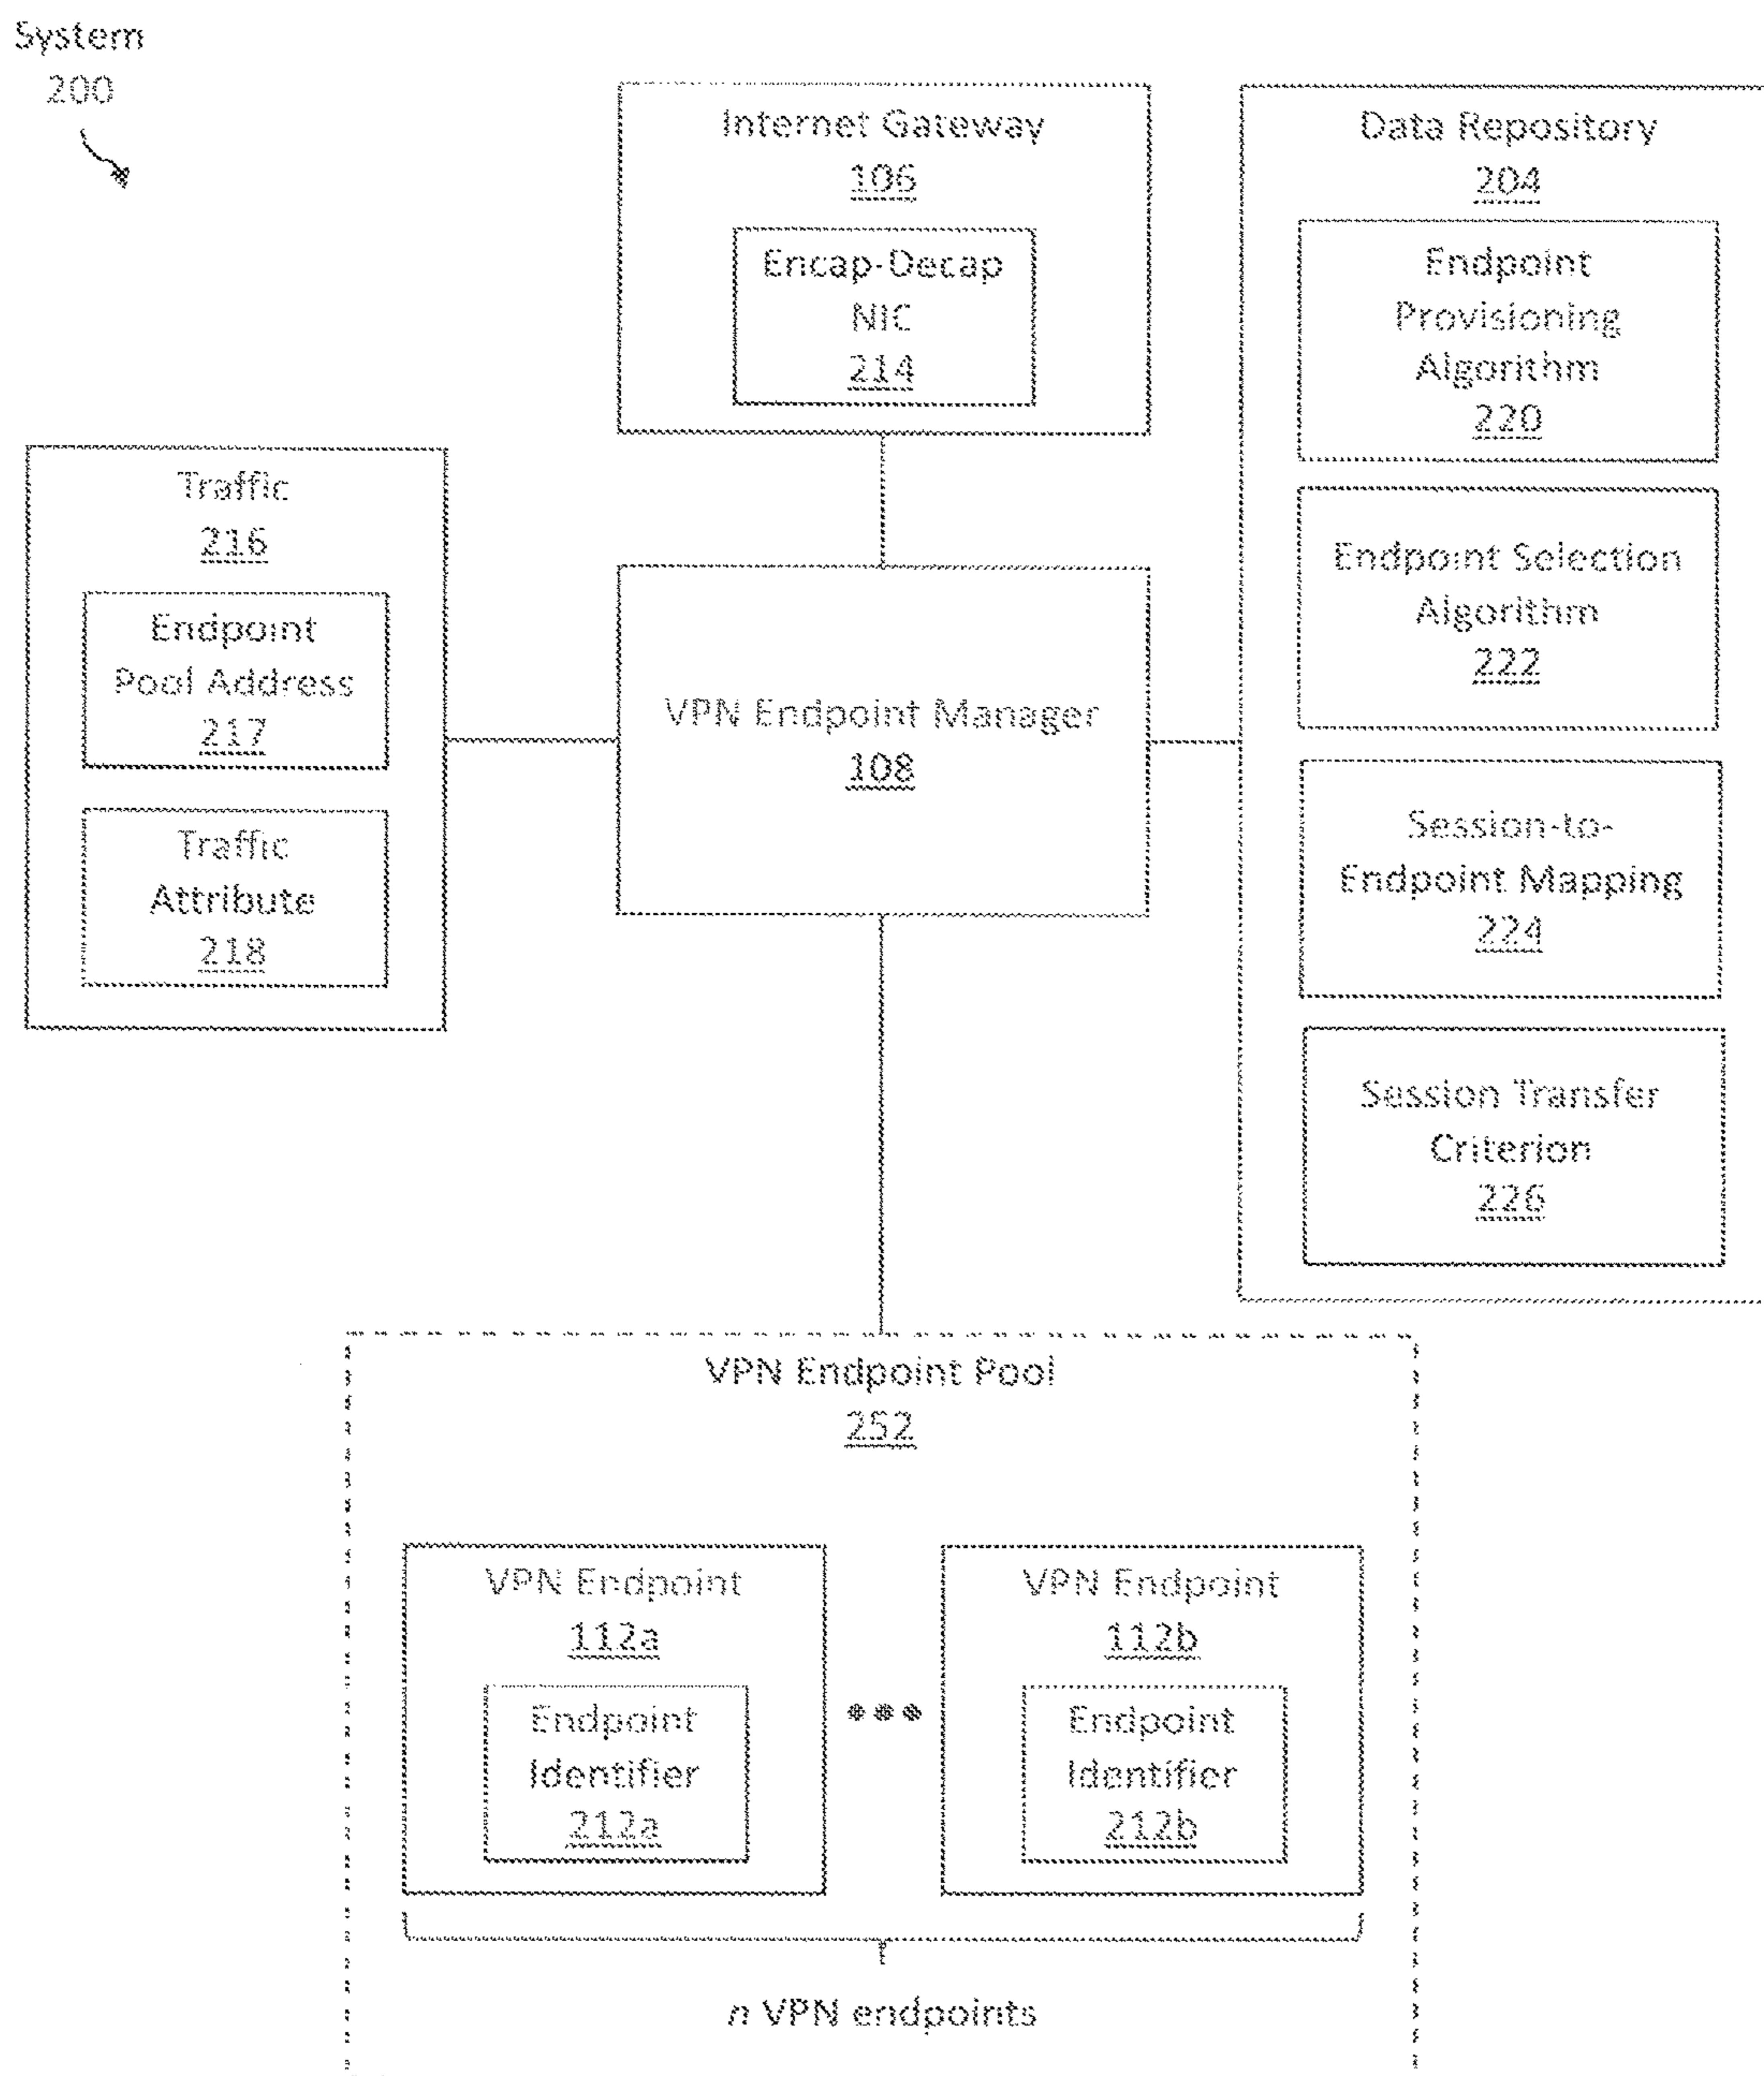 System
200
Internet Gateway
106
Encap-Decap
NIC
214
Data Repository
204
Endpoint
Provisioning
Algorithm
220
Endpoint Selection
Algorithm
222
Session-to-
Endpoint Mapping
224
Session Transfer
Criterion
226
Traffic
216
Endpoint
Pool Address
217
Traffic
Attribute
218
VPN Endpoint Manager
108
VPN Endpoint Pool
252
VPN Endpoint
112a
Endpoint
Identifier
212a
VPN Endpoint
112b
Endpoint
Identifier
212b
n VPN endpoints